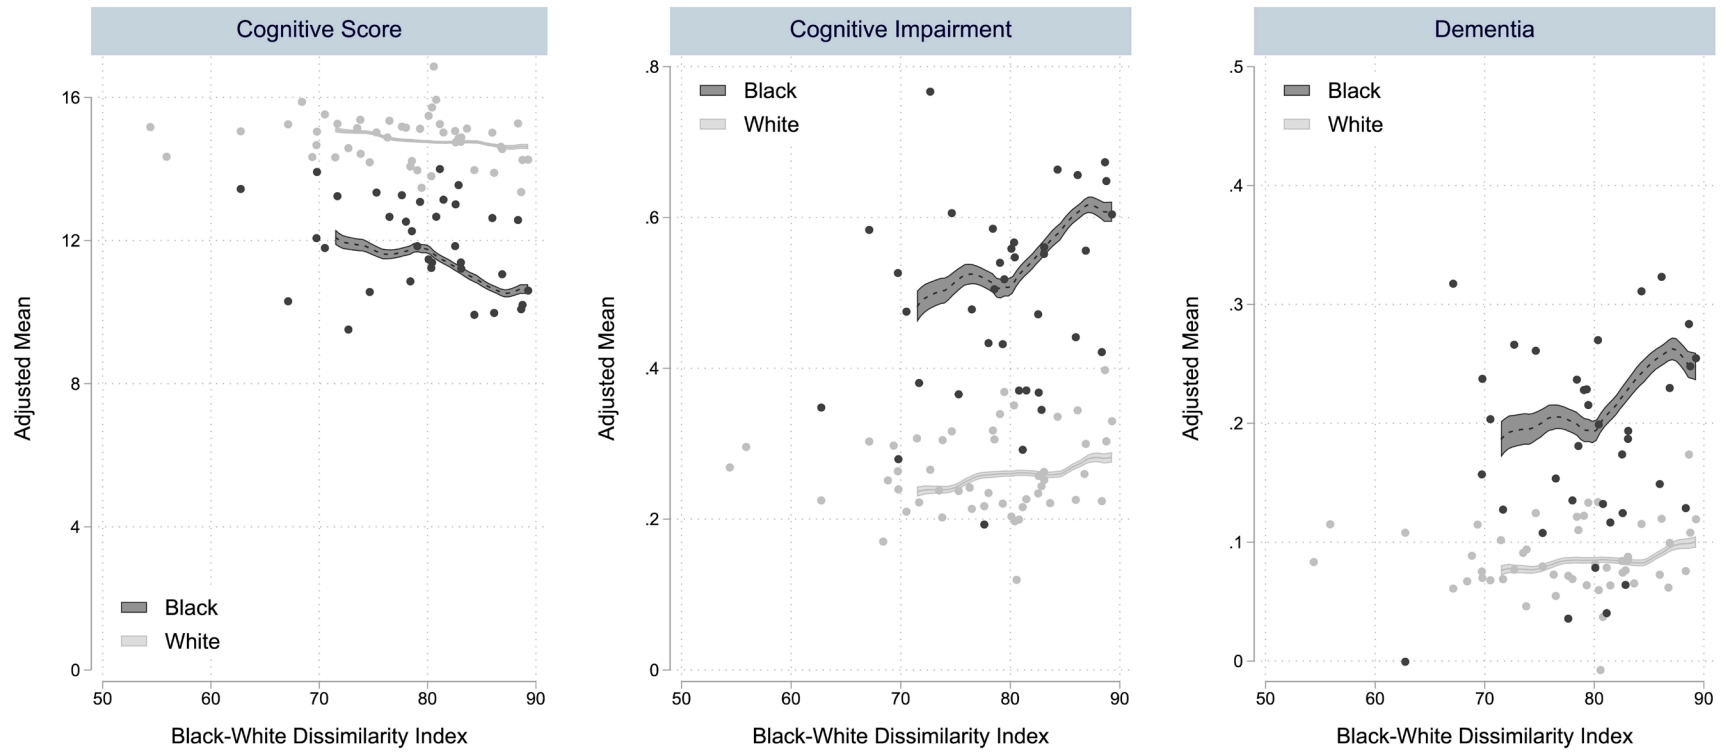 Cognitive Score
16
12
8
4
0
50 60 70 80 90
Adjusted Mean
Black-White Dissimilarity Index
Black
White
Cognitive Impairment
.8
.6
.4
.2
0
50 60 70 80 90
Adjusted Mean
Black-White Dissimilarity Index
Black
White
Dementia
.5
.4
.3
.2
.1
0
50 60 70 80 90
Adjusted Mean
Black-White Dissimilarity Index
Black
White